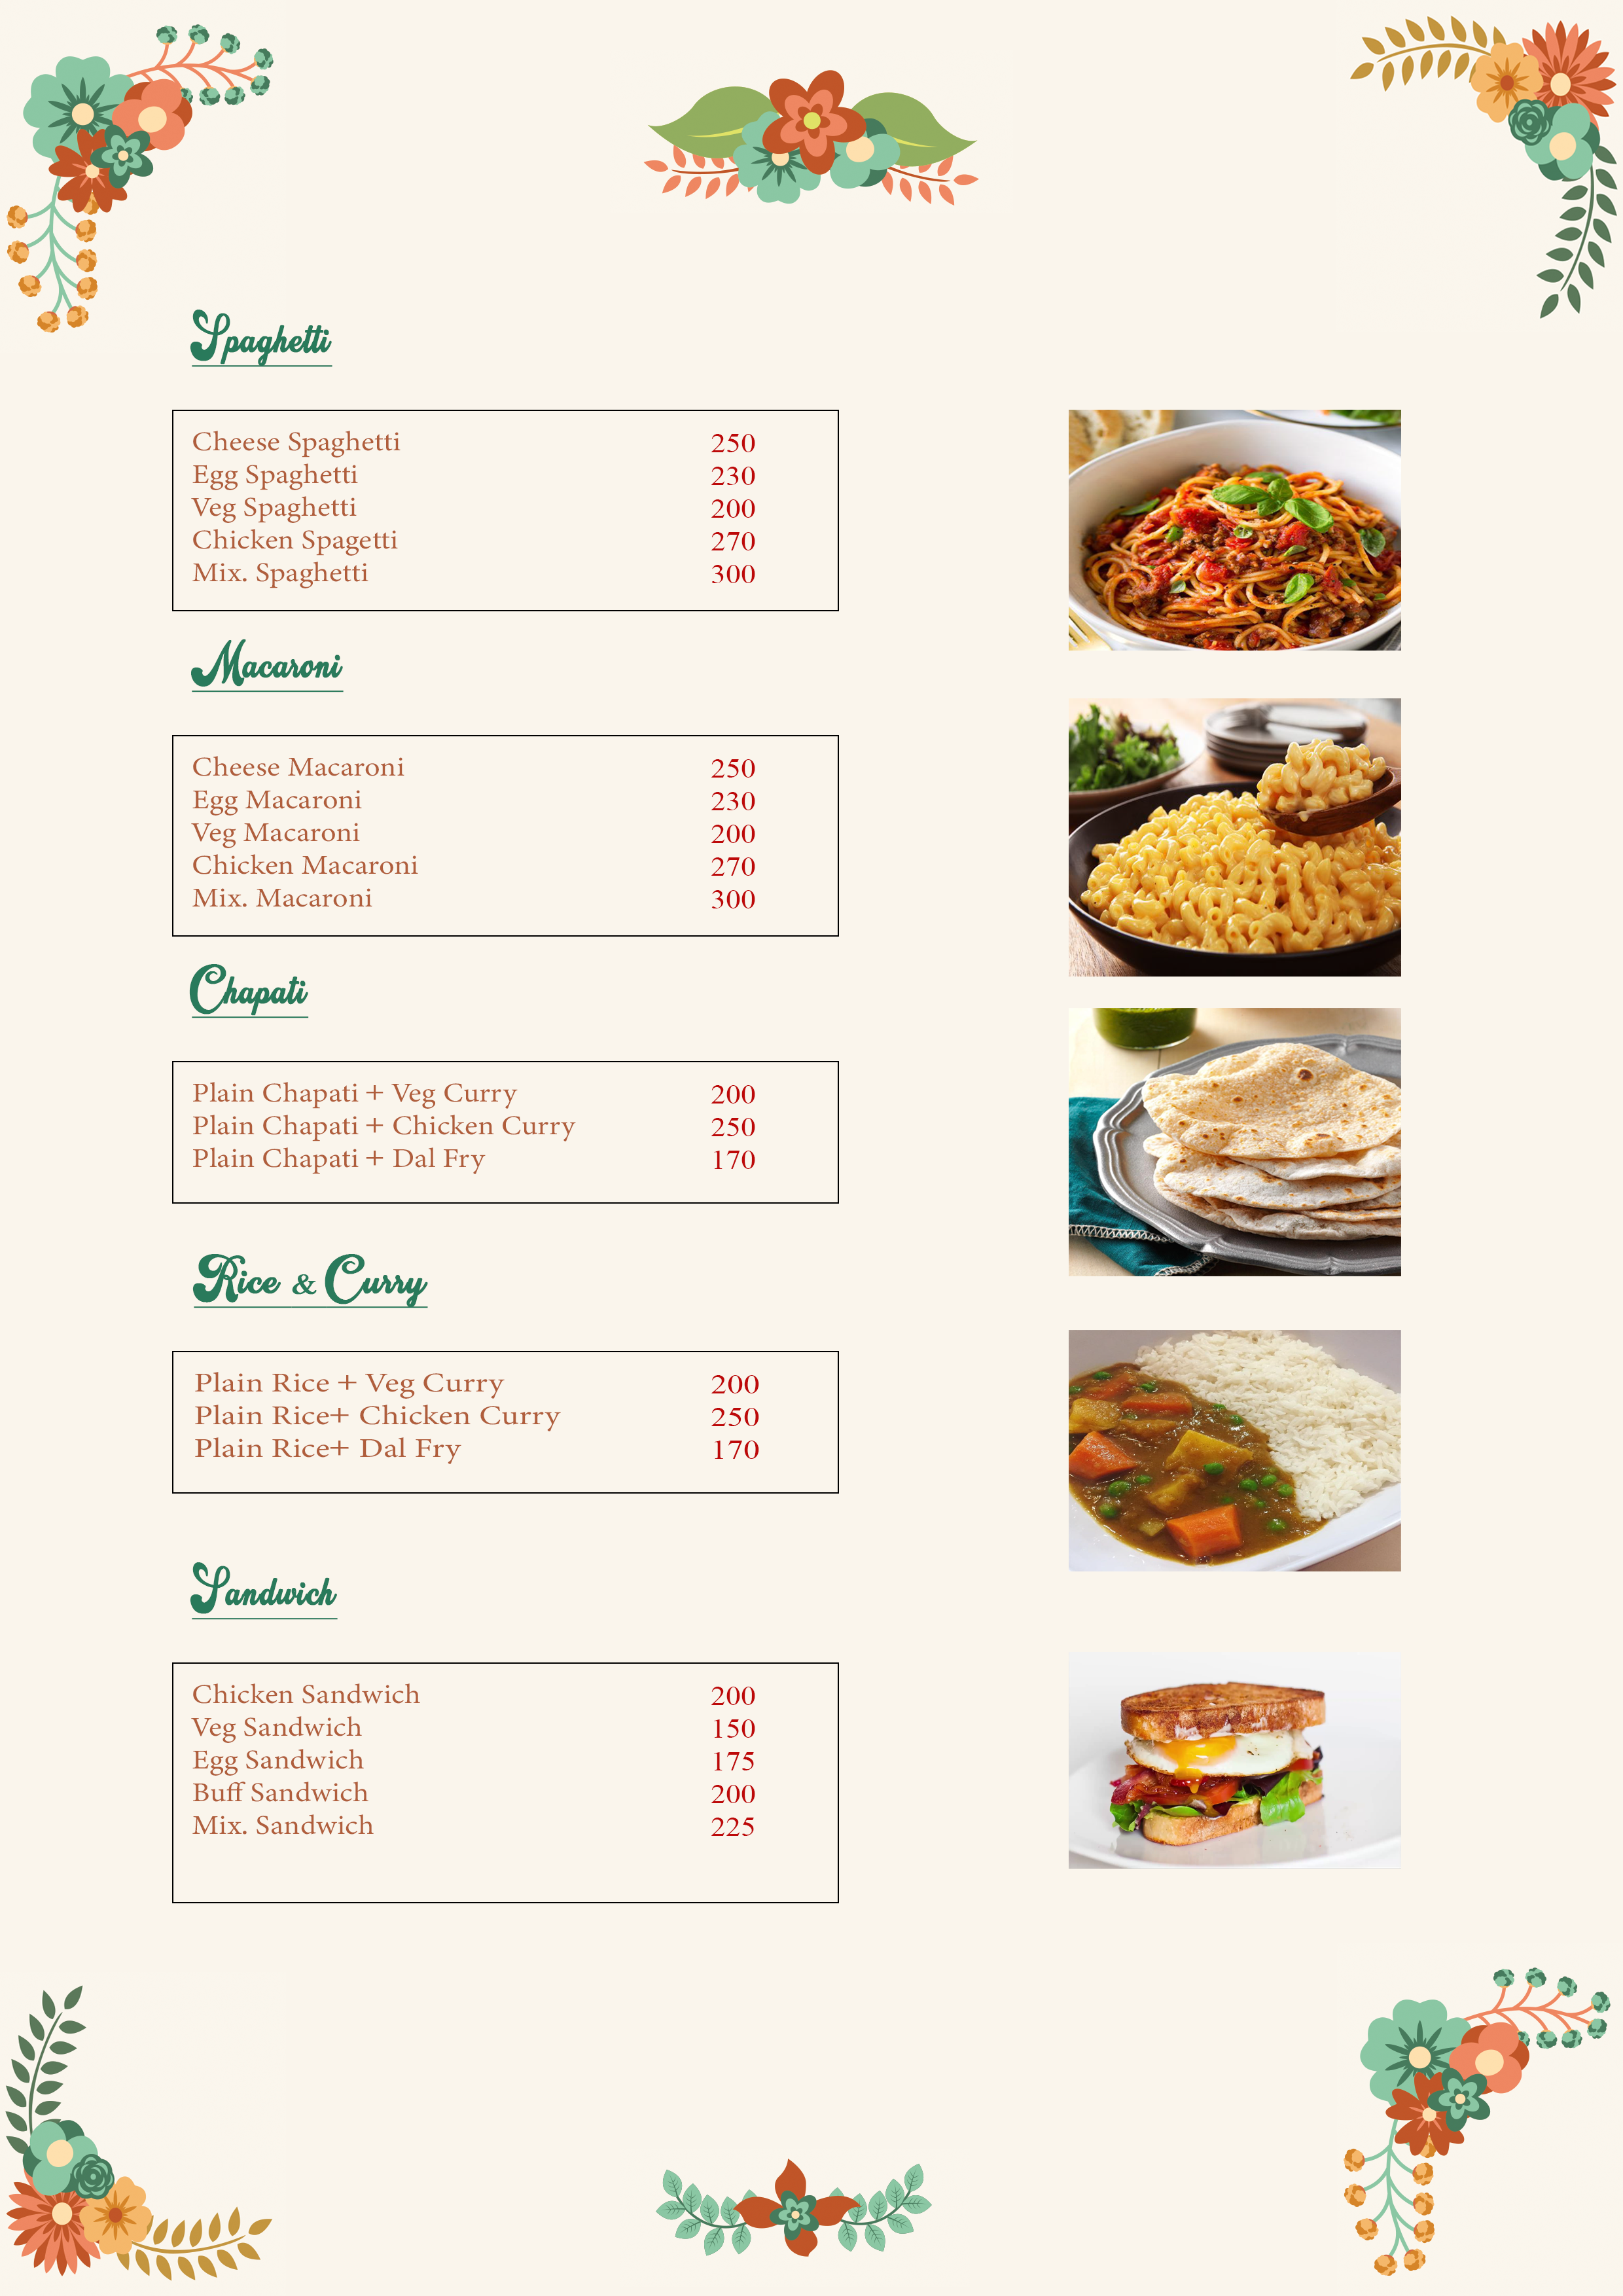 Spaghetti
Cheese Spaghetti 250
Egg Spaghetti 230
Veg Spaghetti 200
Chicken Spagetti 270
Mix. Spaghetti 300
Macaroni
Cheese Macaroni 250
Egg Macaroni 230
Veg Macaroni 200
Chicken Macaroni 270
Mix. Macaroni 300
Chapati
Plain Chapati + Veg Curry 200
Plain Chapati + Chicken Curry 250
Plain Chapati + Dal Fry 170
Rice & Curry
Plain Rice + Veg Curry 200
Plain Rice+ Chicken Curry 250
Plain Rice+ Dal Fry 170
Sandwich
Chicken Sandwich 200
Veg Sandwich 150
Egg Sandwich 175
Buff Sandwich 200
Mix. Sandwich 225